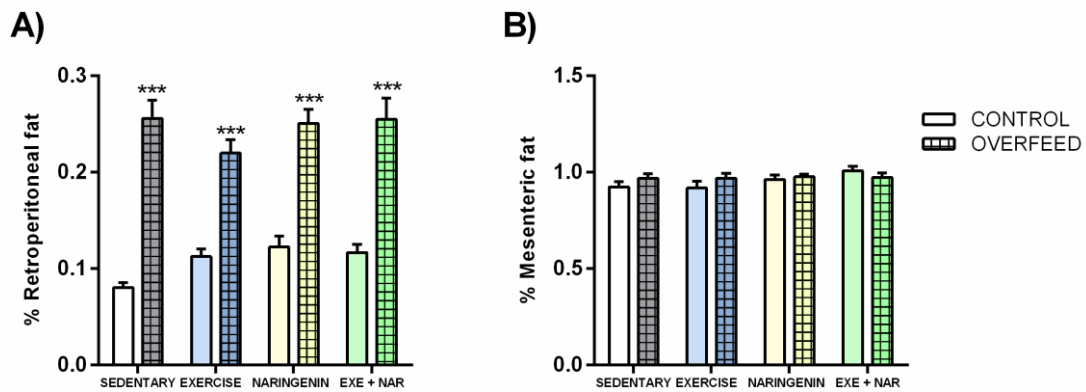 A)
% Retroperitoneal fat
0.3
0.2
0.1
0.0
***
***
***
***
SEDENTARY EXERCISE NARINGENIN EXE + NAR
B)
% Mesenteric fat
1.5
1.0
0.5
0.0
SEDENTARY EXERCISE NARINGENIN EXE + NAR
CONTROL
OVERFEED